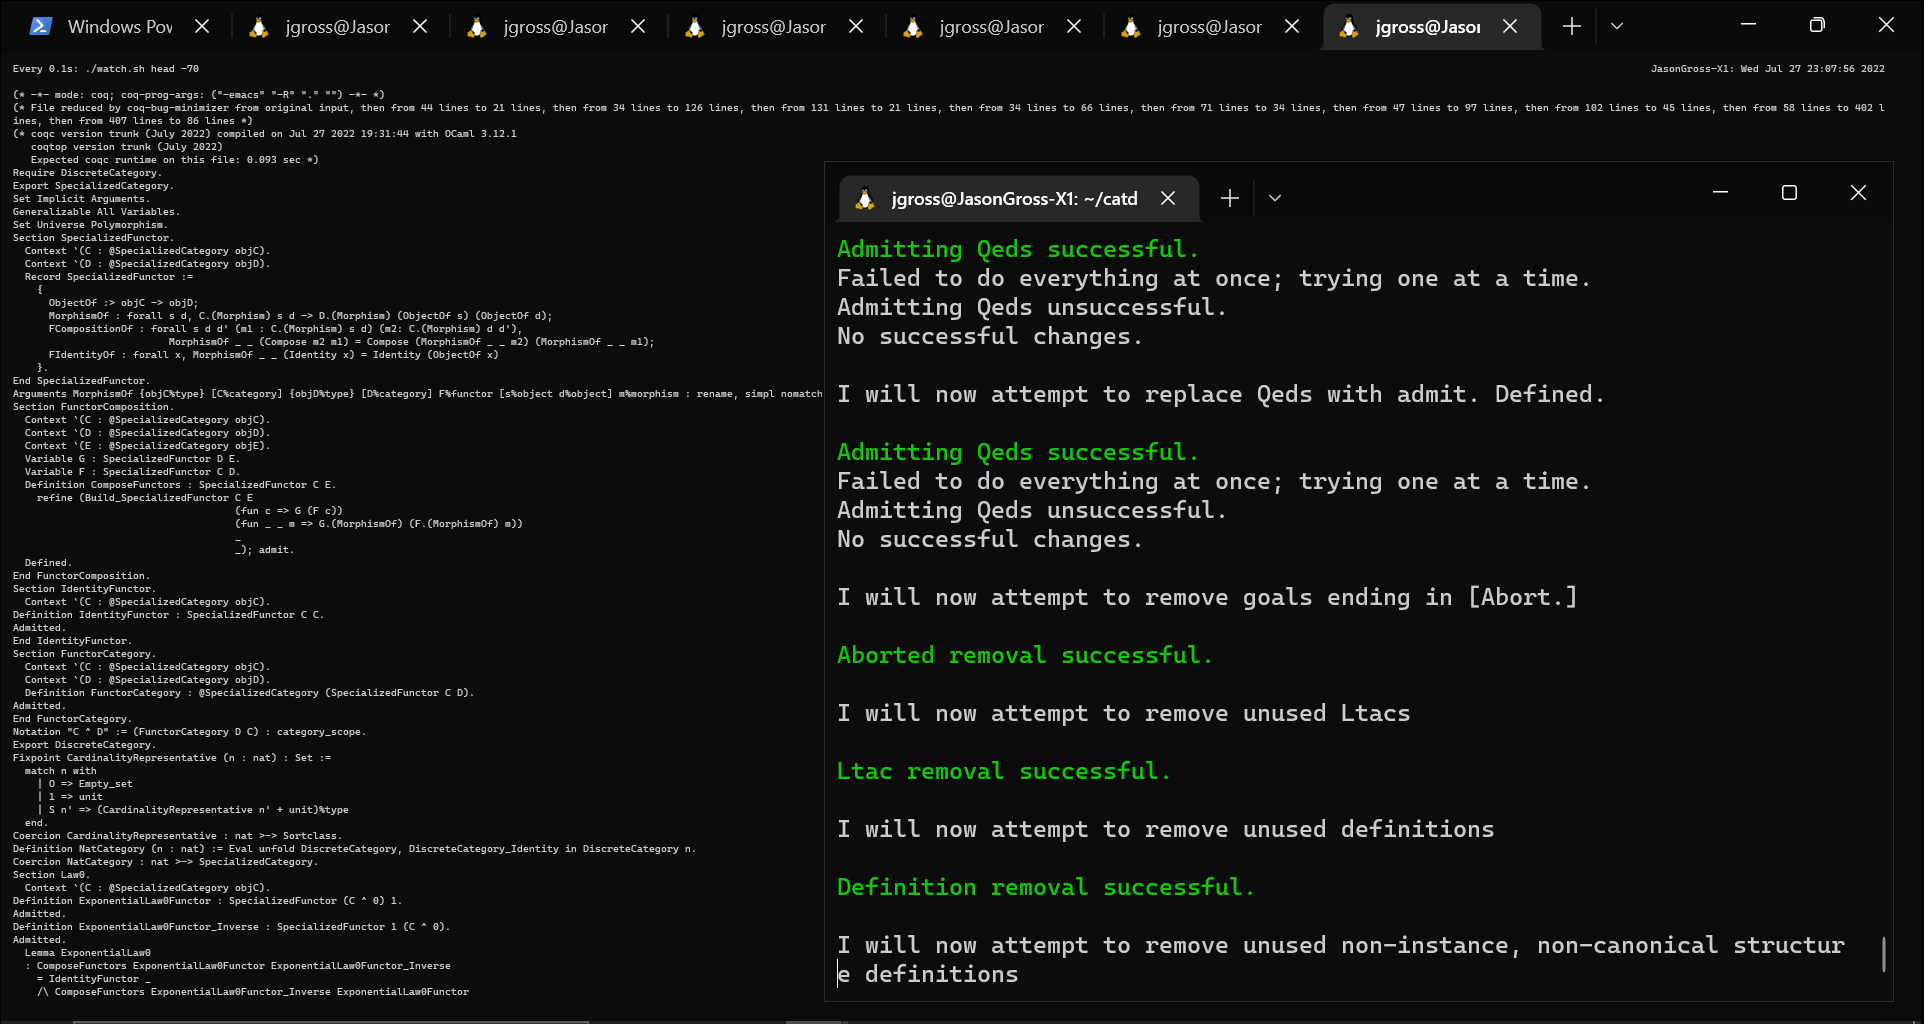 Windows Pov
jgross@Jasor
jgross@Jasor
jgross@Jasor
jgross@Jasor
jgross@Jasor
jgross@Jasor
Every 0.1s: ./watch.sh head -70
JasonGross-X1: Wed Jul 27 23:07:56 2022
(* -*- mode: coq; coq-prog-args: ("-emacs" "-R" "." "") -*- *)
(* File reduced by coq-bug-minimizer from original input, then from 44 lines to 21 lines, then from 34 lines to 126 lines, then from 131 lines to 21 lines, then from 34 lines to 66 lines, then from 71 lines to 34 lines, then from 47 lines to 97 lines, then from 102 lines to 45 lines, then from 58 lines to 402 l
ines, then from 407 lines to 86 lines *)
(* coqc version trunk (July 2022) compiled on Jul 27 2022 19:31:44 with OCaml 3.12.1
   coqtop version trunk (July 2022)
   Expected coqc runtime on this file: 0.093 sec *)
Require DiscreteCategory.
Export SpecializedCategory.
Set Implicit Arguments.
Generalizable All Variables.
Set Universe Polymorphism.
Section SpecializedFunctor.
  Context `(C : @SpecializedCategory objC).
  Context `(D : @SpecializedCategory objD).
  Record SpecializedFunctor :=
    {
      ObjectOf :> objC -> objD;
      MorphismOf : forall s d, C.(Morphism) s d -> D.(Morphism) (ObjectOf s) (ObjectOf d);
      FCompositionOf : forall s d d' (m1 : C.(Morphism) s d) (m2: C.(Morphism) d d'),
                          MorphismOf _ _ (Compose m2 m1) = Compose (MorphismOf _ _ m2) (MorphismOf _ _ m1);
      FIdentityOf : forall x, MorphismOf _ _ (Identity x) = Identity (ObjectOf x)
    }.
End SpecializedFunctor.
Arguments MorphismOf {objC%type} [C%category] {objD%type} [D%category] F%functor [s%object d%object] m%morphism : rename, simpl nomatch
Section FunctorComposition.
  Context `(C : @SpecializedCategory objC).
  Context `(D : @SpecializedCategory objD).
  Context `(E : @SpecializedCategory objE).
  Variable G : SpecializedFunctor D E.
  Variable F : SpecializedFunctor C D.
  Definition ComposeFunctors : SpecializedFunctor C E.
    refine (Build_SpecializedFunctor C E
                                     (fun c => G (F c))
                                     (fun _ _ m => G.(MorphismOf) (F.(MorphismOf) m))
                                     _
                                     _); admit.
  Defined.
End FunctorComposition.
Section IdentityFunctor.
  Context `(C : @SpecializedCategory objC).
Definition IdentityFunctor : SpecializedFunctor C C.
Admitted.
End IdentityFunctor.
Section FunctorCategory.
  Context `(C : @SpecializedCategory objC).
  Context `(D : @SpecializedCategory objD).
  Definition FunctorCategory : @SpecializedCategory (SpecializedFunctor C D).
Admitted.
End FunctorCategory.
Notation "C ^ D" := (FunctorCategory D C) : category_scope.
Export DiscreteCategory.
Fixpoint CardinalityRepresentative (n : nat) : Set :=
  match n with
    | O => Empty_set
    | 1 => unit
    | S n' => (CardinalityRepresentative n' + unit)%type
  end.
Coercion CardinalityRepresentative : nat >-> Sortclass.
Definition NatCategory (n : nat) := Eval unfold DiscreteCategory, DiscreteCategory_Identity in DiscreteCategory n.
Coercion NatCategory : nat >-> SpecializedCategory.
Section Law0.
  Context `(C : @SpecializedCategory objC).
Definition ExponentialLaw0Functor : SpecializedFunctor (C ^ 0) 1.
Admitted.
Definition ExponentialLaw0Functor_Inverse : SpecializedFunctor 1 (C ^ 0).
Admitted.
  Lemma ExponentialLaw0
  : ComposeFunctors ExponentialLaw0Functor ExponentialLaw0Functor_Inverse
    = IdentityFunctor _
    /\ ComposeFunctors ExponentialLaw0Functor_Inverse ExponentialLaw0Functor
jgross@JasonGross-X1: ~/catd
Admitting Qeds successful.
Failed to do everything at once; trying one at a time.
Admitting Qeds unsuccessful.
No successful changes.
I will now attempt to replace Qeds with admit. Defined.
Admitting Qeds successful.
Failed to do everything at once; trying one at a time.
Admitting Qeds unsuccessful.
No successful changes.
I will now attempt to remove goals ending in [Abort.]
Aborted removal successful.
I will now attempt to remove unused Ltacs
Ltac removal successful.
I will now attempt to remove unused definitions
Definition removal successful.
I will now attempt to remove unused non-instance, non-canonical structur
e definitions